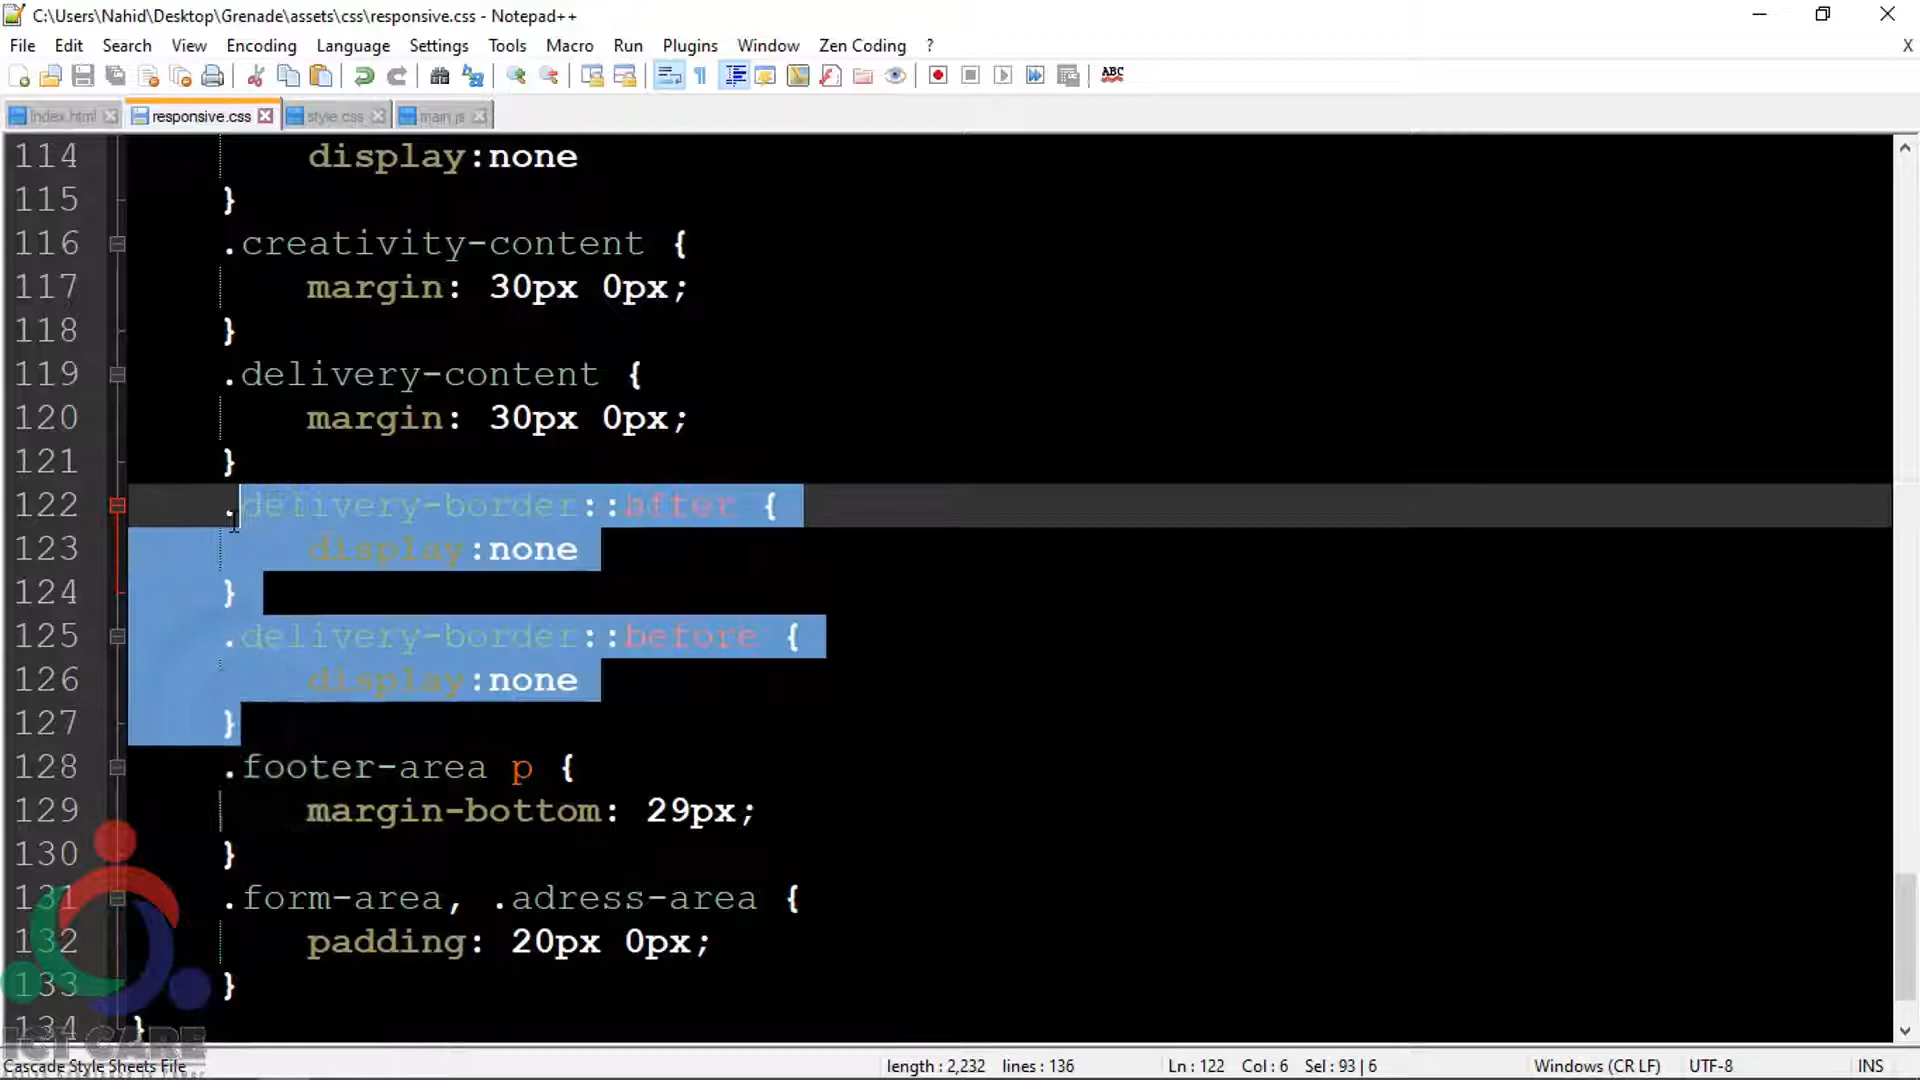 C:\Users\Nahid\Desktop\Grenade\assets\css\responsive.css - Notepad++
File Edit Search View Encoding Language Settings Tools Macro Run Plugins Window Zen Coding ? X
ABC
index.html responsive.css style.css main.js
114 display:none
115 }
116 .creativity-content {
117 margin: 30px 0px;
118 }
119 .delivery-content {
120 margin: 30px 0px;
121 }
122 .delivery-border::bfter {
123 display:none
124 }
125 .delivery-border::before {
126 display:none
127 }
128 .footer-area p {
129 margin-bottom: 29px;
130 }
131 .form-area, .adress-area {
132 padding: 20px 0px;
133 }
134 }
ICT CARE
Cascade Style Sheets File length : 2,232 lines : 136 Ln : 122 Col : 6 Sel : 93 | 6 Windows (CR LF) UTF-8 INS